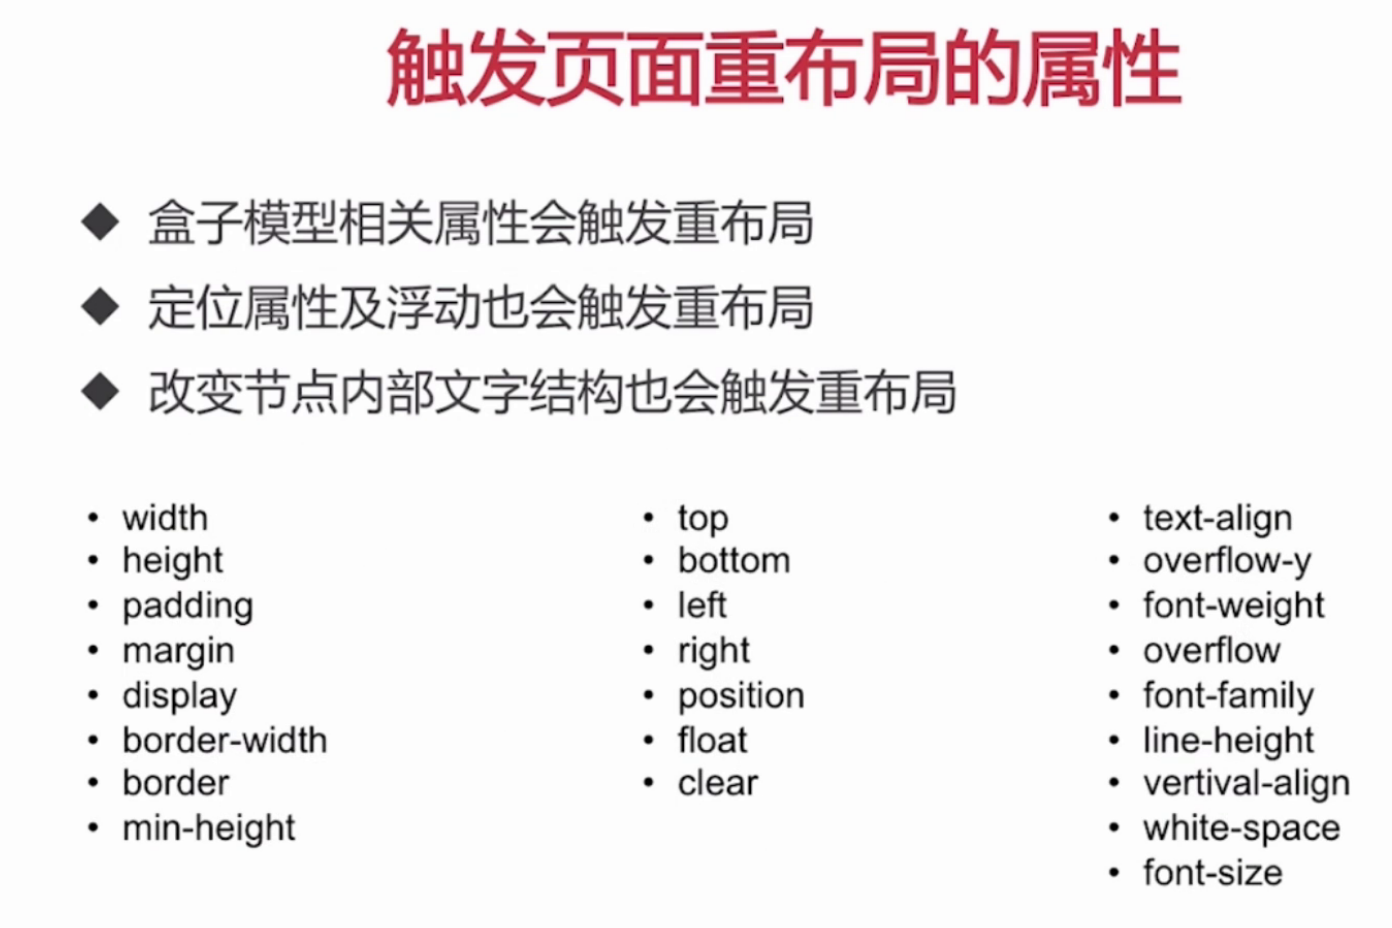 触发页面重布局的属性
◆ 盒子模型相关属性会触发重布局
◆ 定位属性及浮动也会触发重布局
◆ 改变节点内部文字结构也会触发重布局
• width
• height
• padding
• margin
• display
• border-width
• border
• min-height
• top
• bottom
• left
• right
• position
• float
• clear
• text-align
• overflow-y
• font-weight
• overflow
• font-family
• line-height
• vertival-align
• white-space
• font-size